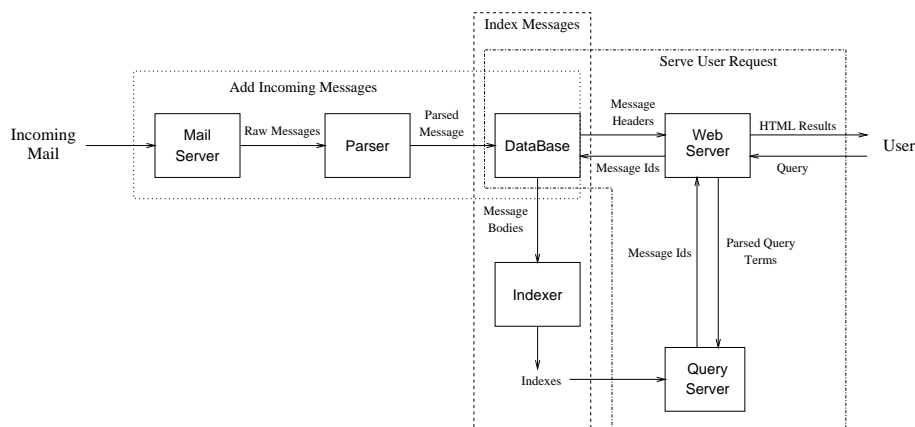 Index Messages
Serve User Request
Add Incoming Messages
Incoming
Mail
Mail
Server
Raw Messages
Parser
Parsed
Message
DataBase
Message
Headers
Message Ids
Web
Server
HTML Results
Query
User
Message
Bodies
Message Ids
Parsed Query
Terms
Indexer
Indexes
Query
Server